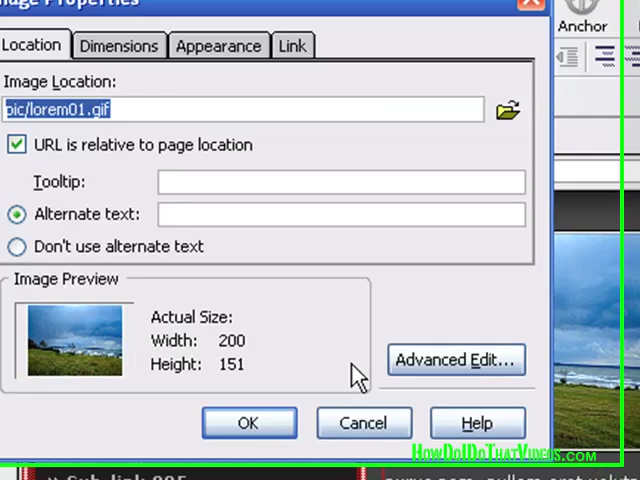 Image Properties
Anchor
Location
Dimensions
Appearance
Link
Image Location:
pic/lorem01.gif
URL is relative to page location
Tooltip:
Alternate text:
Don't use alternate text
Image Preview
Actual Size:
Width: 200
Height: 151
Advanced Edit...
OK
Cancel
Help
HowDoIDoThatVideos.com